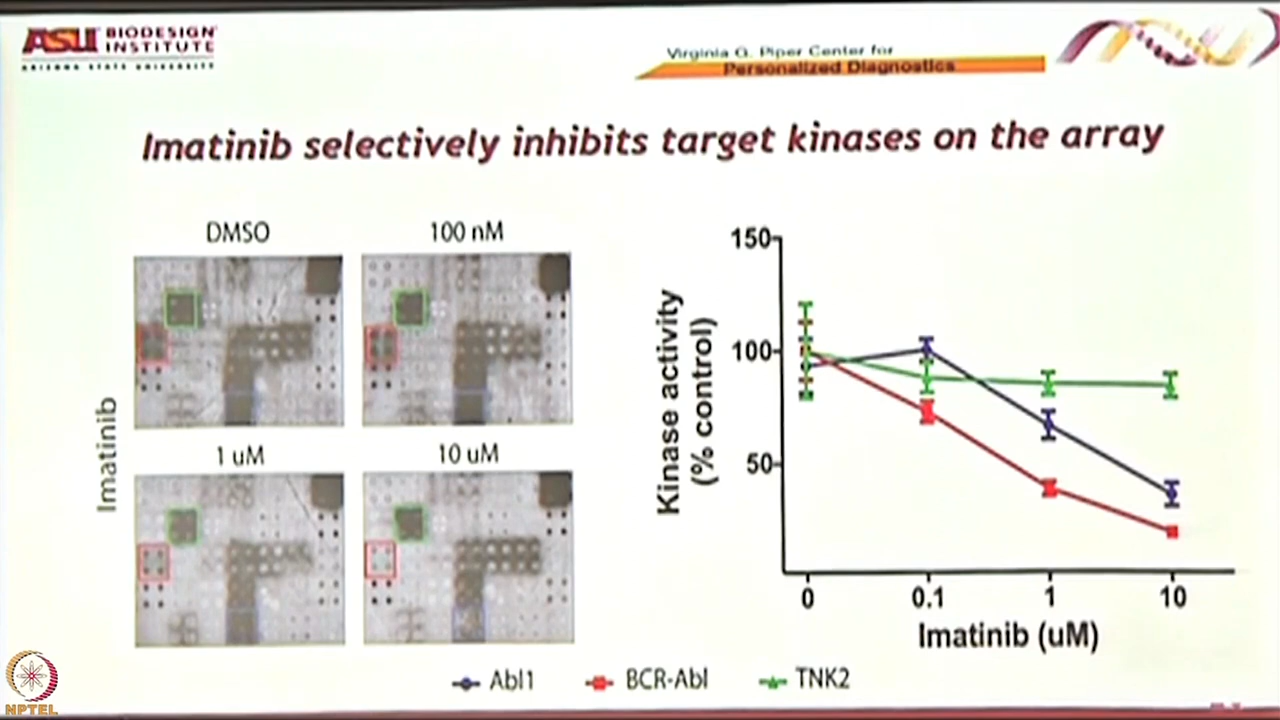 ASU BIODESIGN INSTITUTE
ARIZONA STATE UNIVERSITY
Virginia G. Piper Center for
Personalized Diagnostics
Imatinib selectively inhibits target kinases on the array
DMSO
100 nM
1 uM
10 uM
Imatinib
Kinase activity
(% control)
150
100
50
0
0.1
1
10
Imatinib (uM)
Abl1
BCR-Abl
TNK2
NPTEL